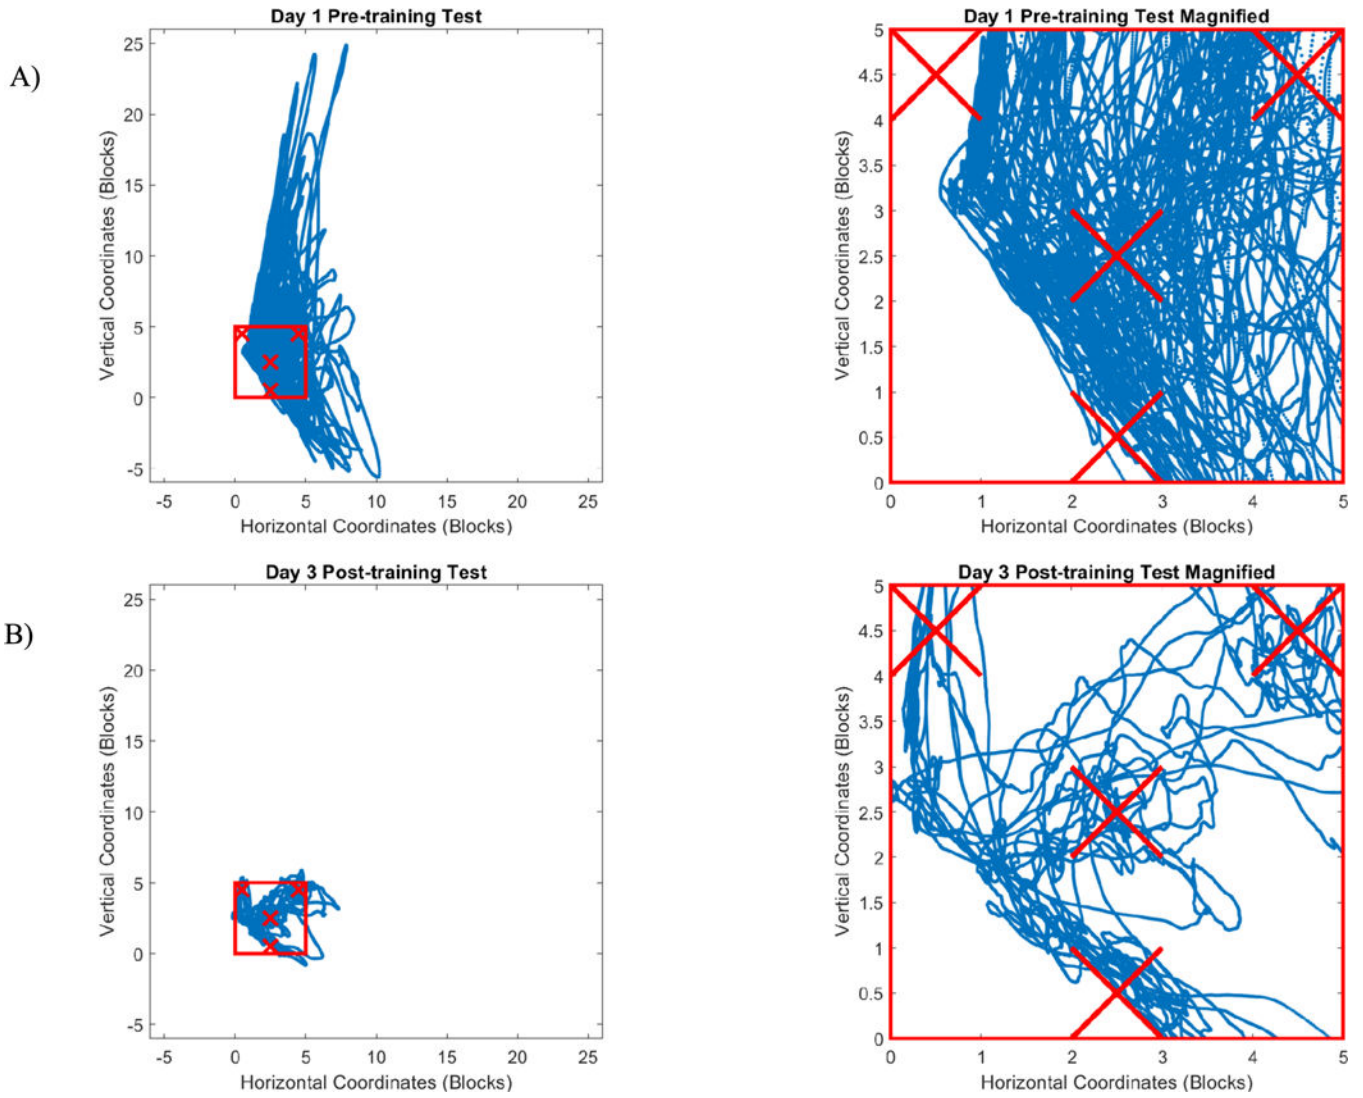 Day 1 Pre-training Test
Day 1 Pre-training Test Magnified
A)
Vertical Coordinates (Blocks)
25
20
15
10
5
0
-5
-5 0 5 10 15 20 25
Horizontal Coordinates (Blocks)
Vertical Coordinates (Blocks)
5
4.5
4
3.5
3
2.5
2
1.5
1
0.5
0
0 1 2 3 4 5
Horizontal Coordinates (Blocks)
Day 3 Post-training Test
Day 3 Post-training Test Magnified
B)
Vertical Coordinates (Blocks)
25
20
15
10
5
0
-5
-5 0 5 10 15 20 25
Horizontal Coordinates (Blocks)
Vertical Coordinates (Blocks)
5
4.5
4
3.5
3
2.5
2
1.5
1
0.5
0
0 1 2 3 4 5
Horizontal Coordinates (Blocks)